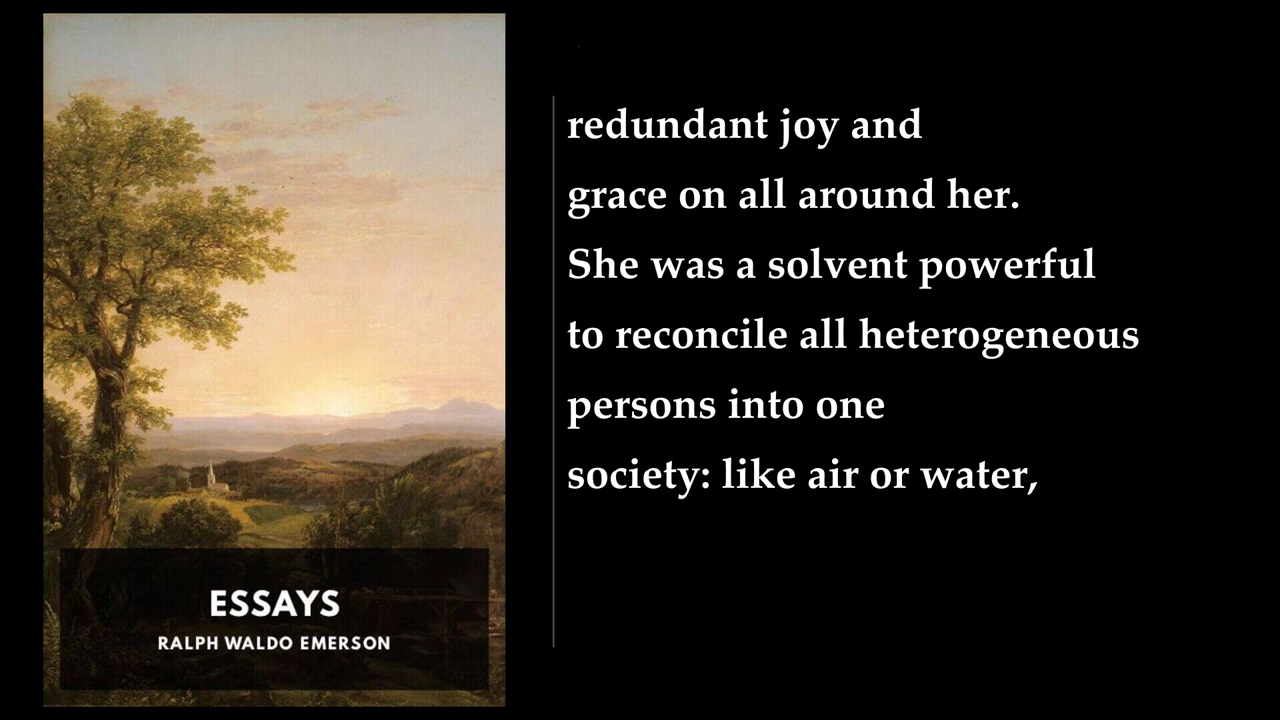 ESSAYS
RALPH WALDO EMERSON
redundant joy and
grace on all around her.
She was a solvent powerful
to reconcile all heterogeneous
persons into one
society: like air or water,